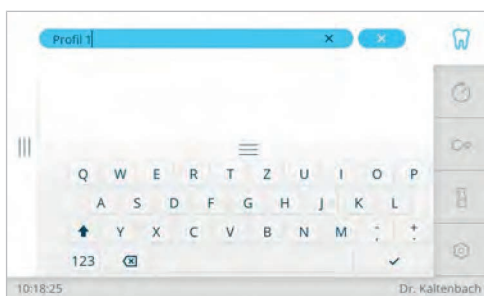 Profil 1
Q W E R T Z U I O P
A S D F G H J K L
Y X C V B N M ; :
123
10:18:25 Dr. Kaltenbach